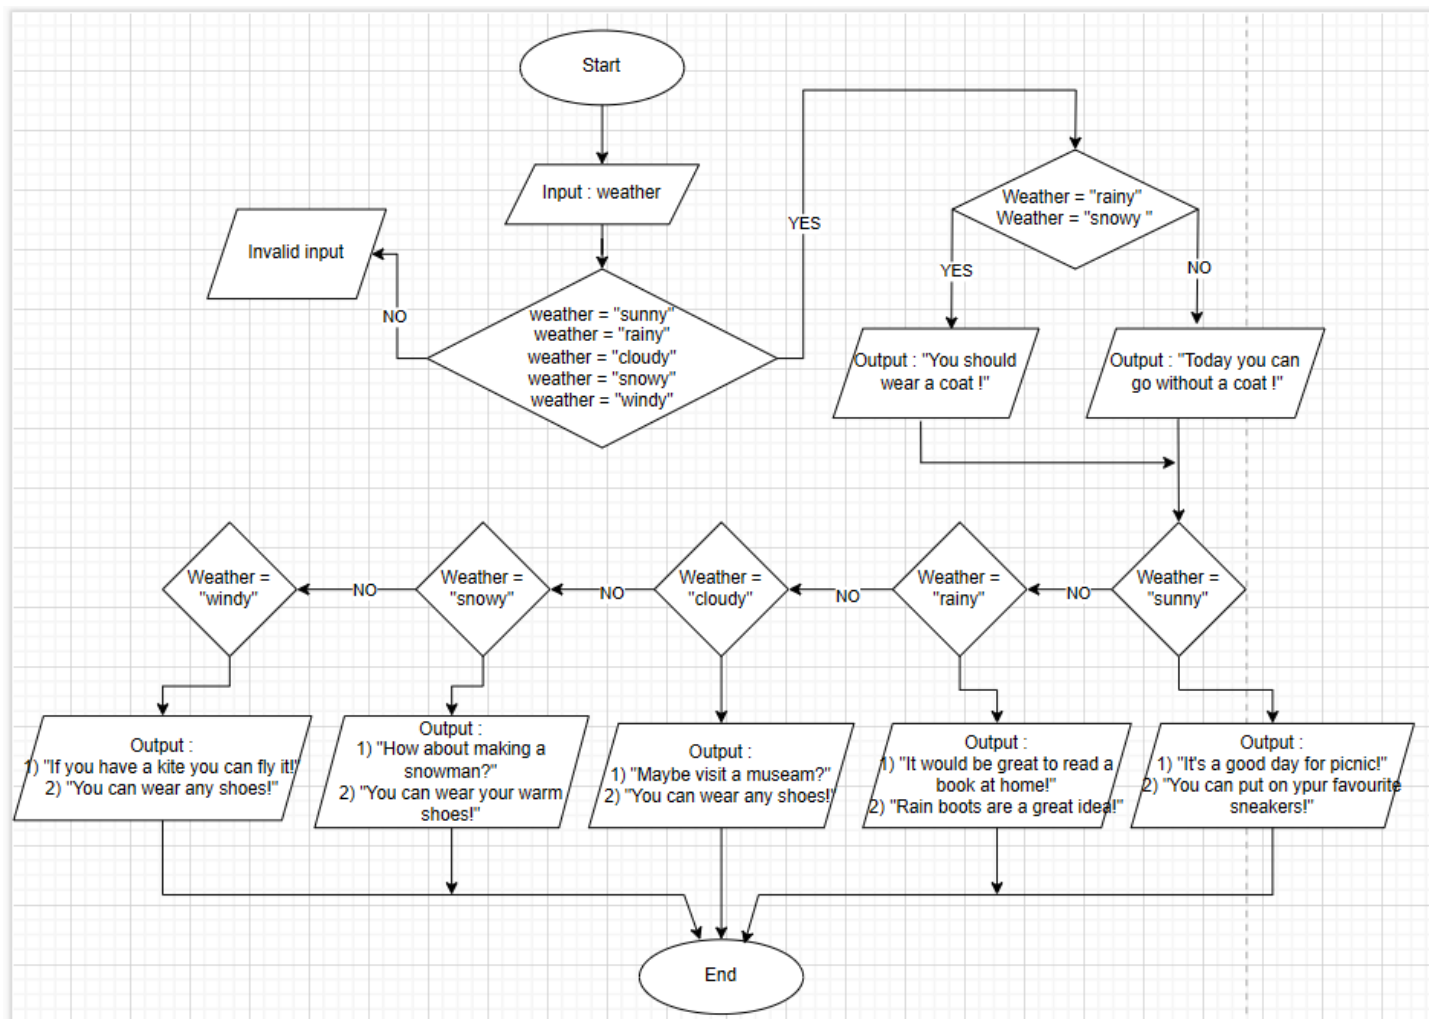 Start
Input : weather
Invalid input
NO
weather = "sunny"
weather = "rainy"
weather = "cloudy"
weather = "snowy"
weather = "windy"
YES
Weather = "rainy"
Weather = "snowy "
YES
NO
Output : "You should
wear a coat !"
Output : "Today you can
go without a coat !"
Weather =
"windy"
NO
Weather =
"snowy"
NO
Weather =
"cloudy"
NO
Weather =
"rainy"
NO
Weather =
"sunny"
Output :
1) "If you have a kite you can fly it!"
2) "You can wear any shoes!"
Output :
1) "How about making a
snowman?"
2) "You can wear your warm
shoes!"
Output :
1) "Maybe visit a museam?"
2) "You can wear any shoes!"
Output :
1) "It would be great to read a
book at home!"
2) "Rain boots are a great idea!"
Output :
1) "It's a good day for picnic!"
2) "You can put on ypur favourite
sneakers!"
End